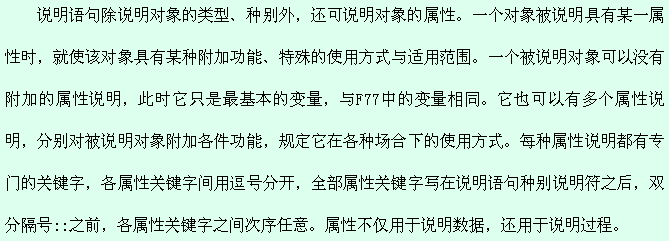 说明语句除说明对象的类型、种别外，还可说明对象的属性。一个对象被说明具有某一属
性时，就使该对象具有某种附加功能、特殊的使用方式与适用范围。一个被说明对象可以没有
附加的属性说明，此时它只是最基本的变量，与F77中的变量相同。它也可以有多个属性说
明，分别对被说明对象附加各件功能，规定它在各种场合下的使用方式。每种属性说明都有专
门的关键字，各属性关键字间用逗号分开，全部属性关键字写在说明语句种别说明符之后，双
分隔号::之前，各属性关键字之间次序任意。属性不仅用于说明数据，还用于说明过程。